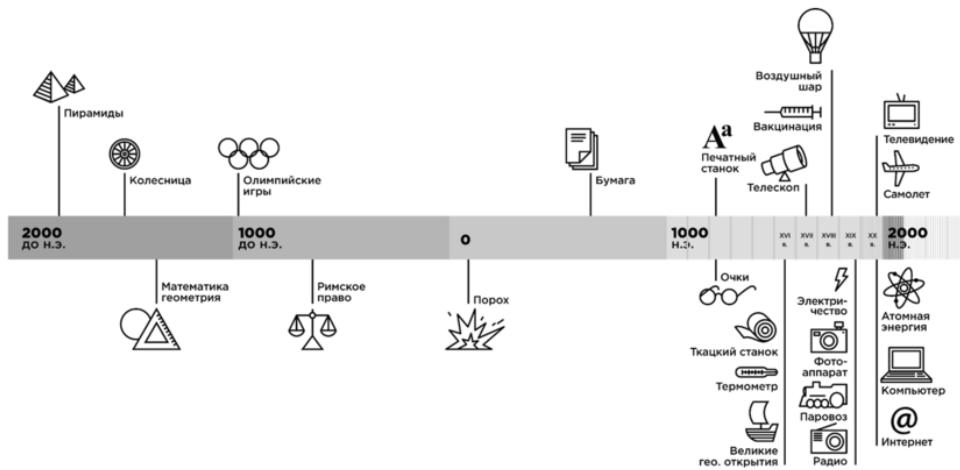 Воздушный
шар
Вакцинация
Пирамиды
Колесница
Олимпийские
игры
Бумага
Aª
Печатный
станок
Телескоп
Телевидение
Самолет
2000
ДО Н.Э.
1000
ДО Н.Э.
0
1000
Н.Э.
XVI
в.
XVII
в.
XVIII
в.
XIX
в.
XX
в.
2000
Н.Э.
Математика
геометрия
Римское
право
Порох
Очки
Ткацкий станок
Термометр
Великие
гео. открытия
Электри-
чество
Фото-
аппарат
Паровоз
Радио
Атомная
энергия
Компьютер
@
Интернет